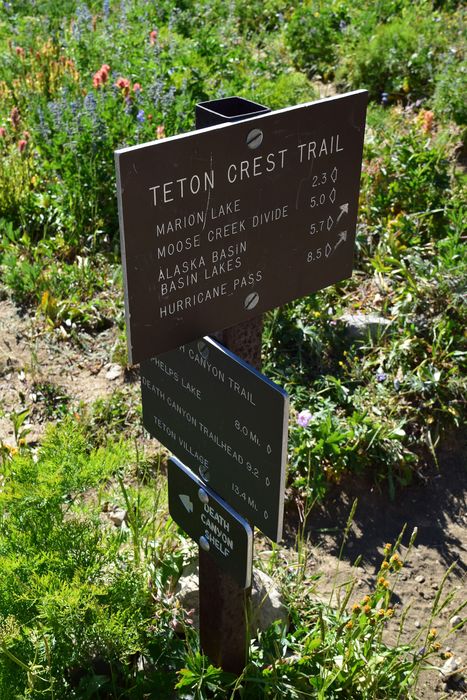 TETON CREST TRAIL
MARION LAKE 2.3
MOOSE CREEK DIVIDE 5.0
ALASKA BASIN
BASIN LAKES 5.7
HURRICANE PASS 8.5
CANYON TRAIL
PHELPS LAKE 8.0 MI.
DEATH CANYON TRAILHEAD 9.2
TETON VILLAGE 13.4 MI.
DEATH
CANYON
SHELF